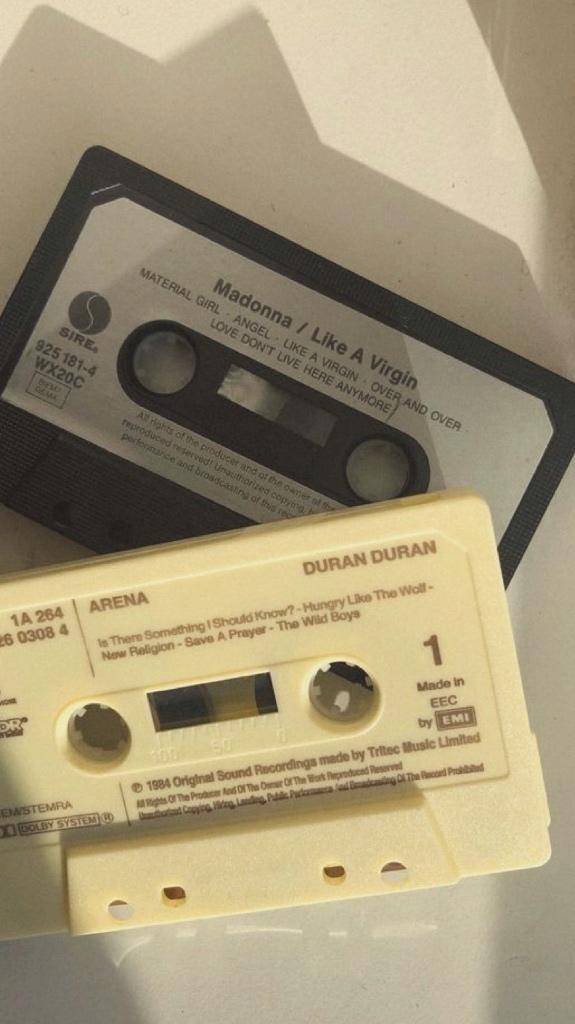 Madonna / Like A Virgin
MATERIAL GIRL · ANGEL · LIKE A VIRGIN · OVER AND OVER
LOVE DON'T LIVE HERE ANYMORE
SIRE®
925 181-4
WX20C
BIEM/
GEMA
All rights of the producer and of the owner of the
reproduced reserved! Unauthorized copying,
performance and broadcasting of this
DURAN DURAN
1A 264
26 0308 4
ARENA
Is There Something I Should Know? - Hungry Like The Wolf -
New Religion - Save A Prayer - The Wild Boys
1
Made in
EEC
by EMI
100 50 0
℗ 1984 Original Sound Recordings made by Tritec Music Limited
All Rights Of The Producer And Of The Owner Of The Work Reproduced Reserved
Unauthorized Copying, Hiring, Lending, Public Performance And Broadcasting Of The Record Prohibited
EM/STEMRA
DOLBY SYSTEM ®